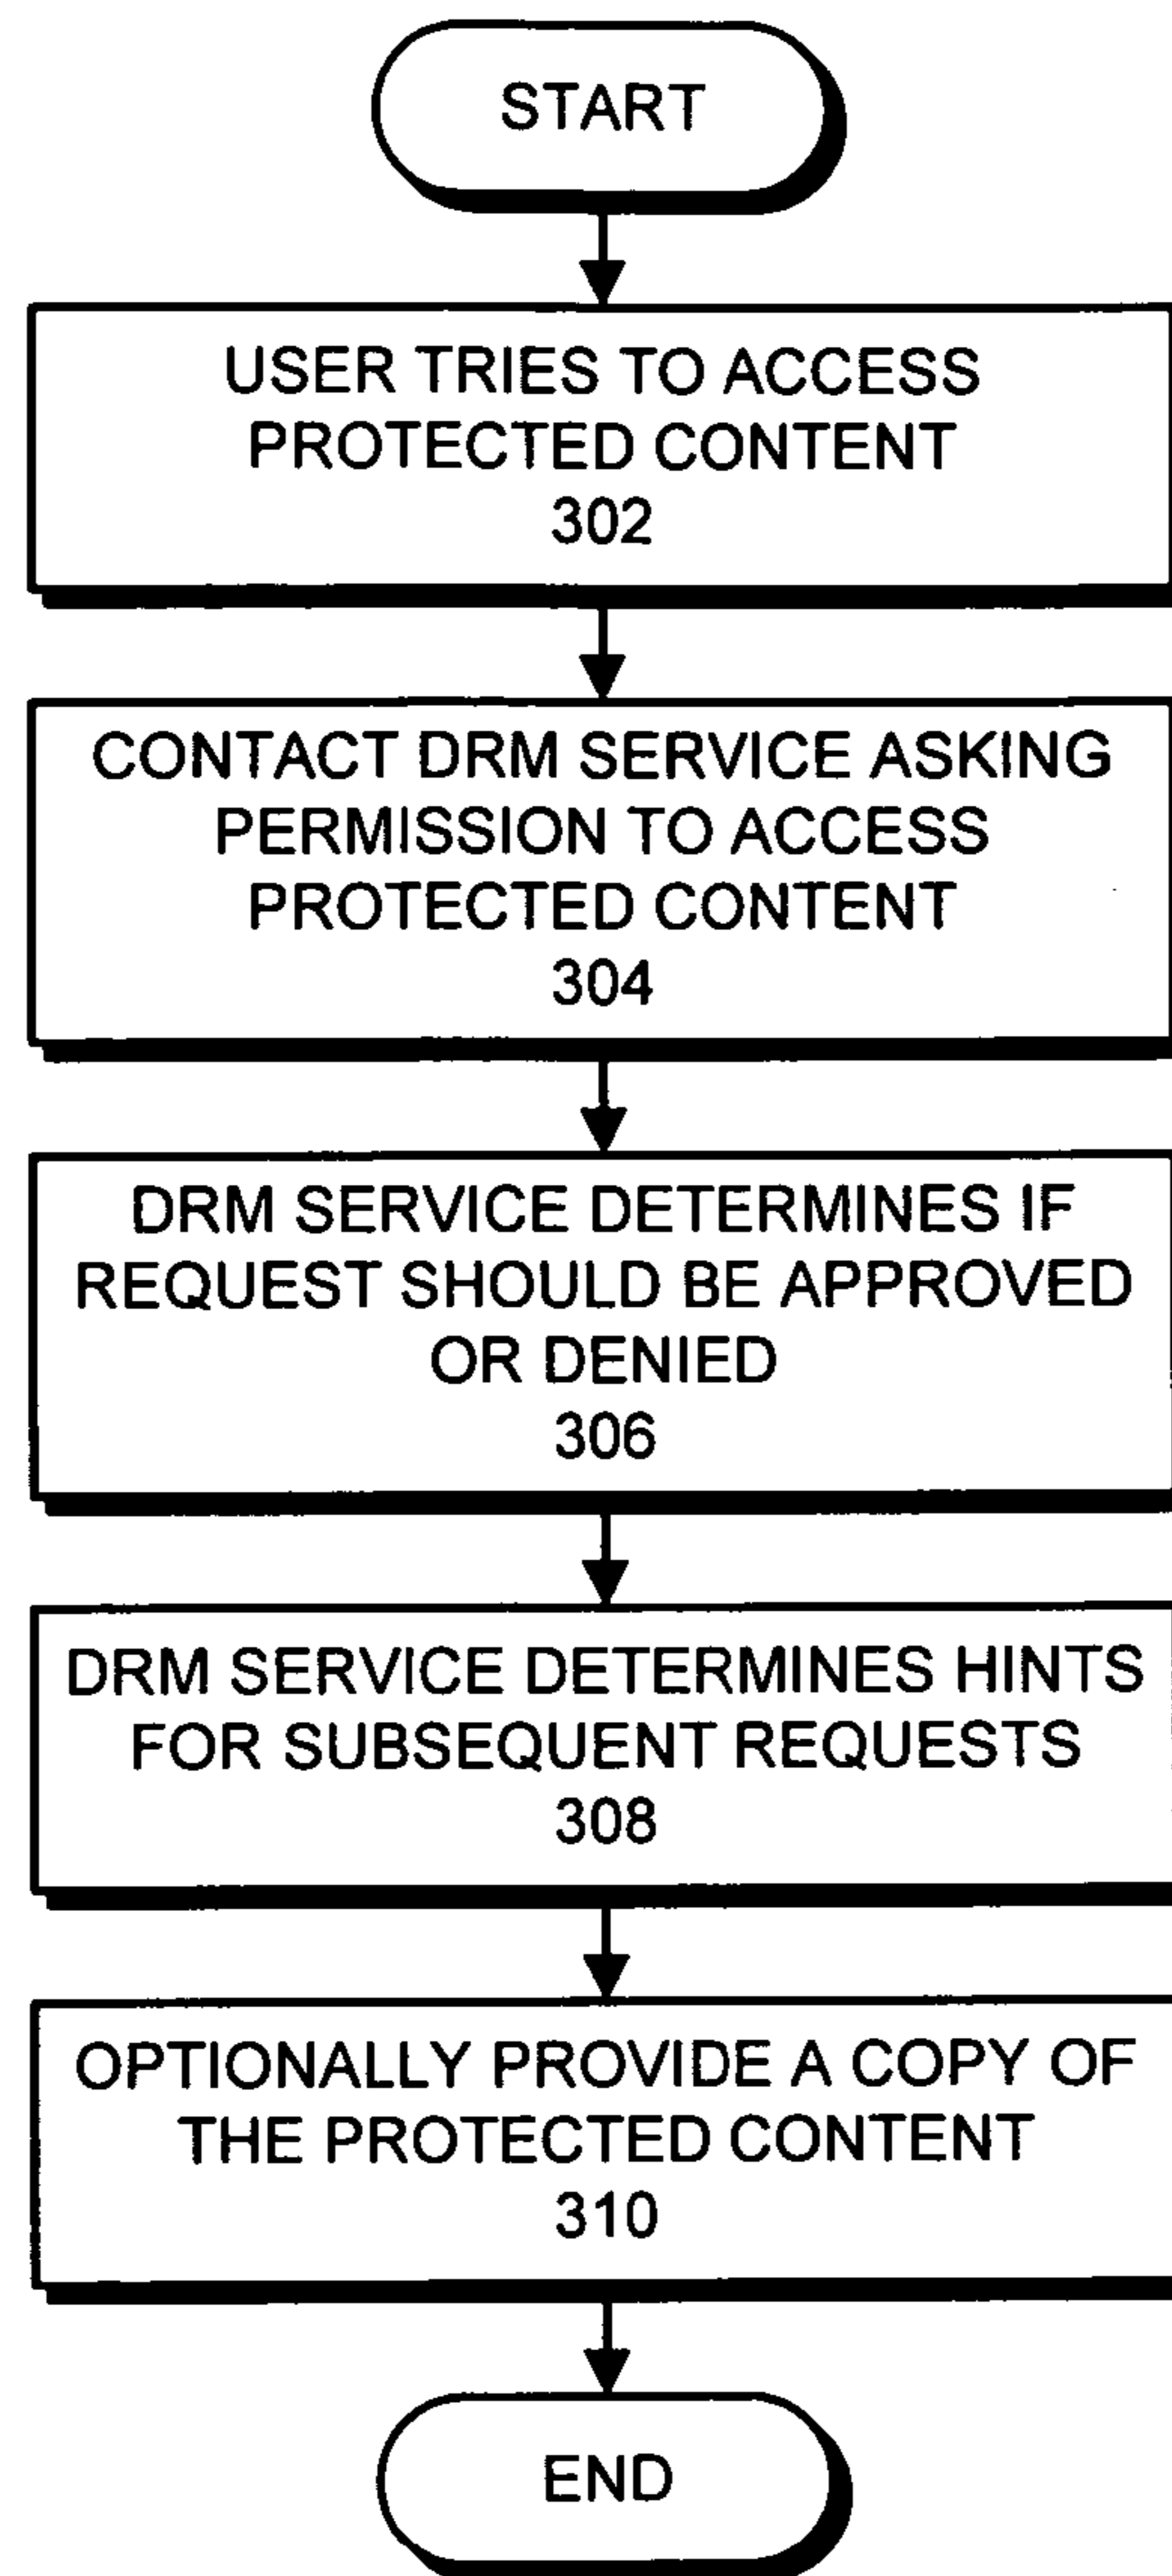 START
USER TRIES TO ACCESS
PROTECTED CONTENT
302
CONTACT DRM SERVICE ASKING
PERMISSION TO ACCESS
PROTECTED CONTENT
304
DRM SERVICE DETERMINES IF
REQUEST SHOULD BE APPROVED
OR DENIED
306
DRM SERVICE DETERMINES HINTS
FOR SUBSEQUENT REQUESTS
308
OPTIONALLY PROVIDE A COPY OF
THE PROTECTED CONTENT
310
END